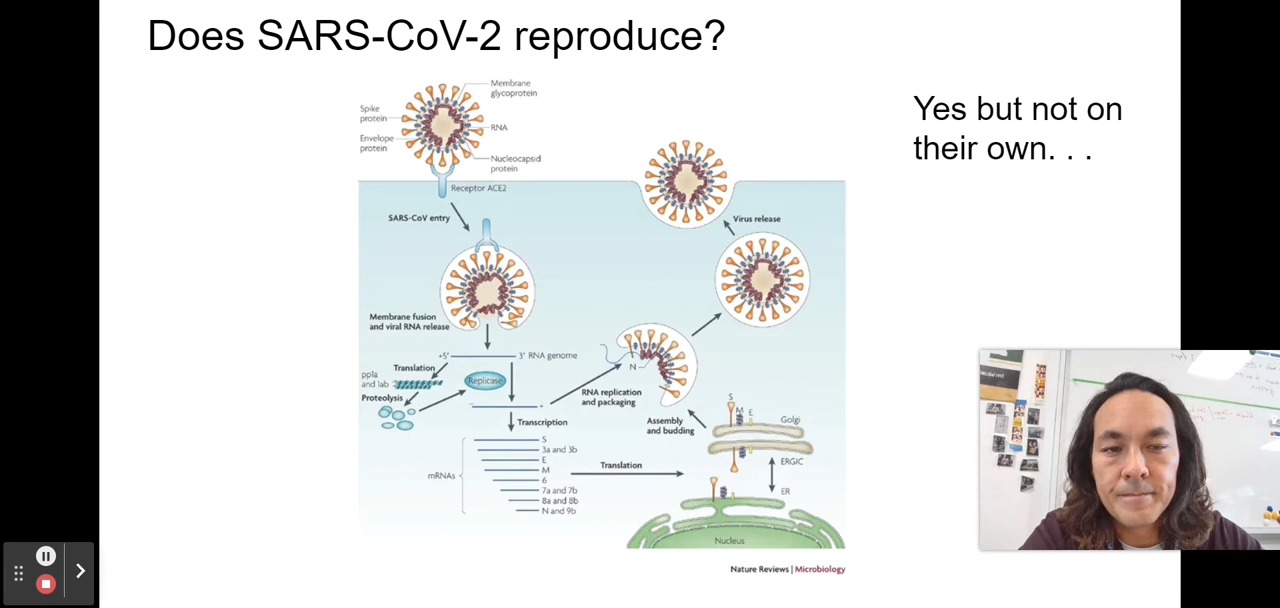 Does SARS-CoV-2 reproduce?
Yes but not on
their own. . .
Membrane
glycoprotein
Spike
protein
RNA
Envelope
protein
Nucleocapsid
protein
Receptor ACE2
SARS-CoV entry
Virus release
Membrane fusion
and viral RNA release
+5'
3' RNA genome
N
Translation
ppla
and lab
Replicase
Proteolysis
RNA replication
and packaging
Transcription
Assembly
and budding
S
M
E
Golgi
ERGIC
ER
mRNAs
S
3a and 3b
E
M
6
7a and 7b
8a and 8b
N and 9b
Translation
Nucleus
Nature Reviews | Microbiology